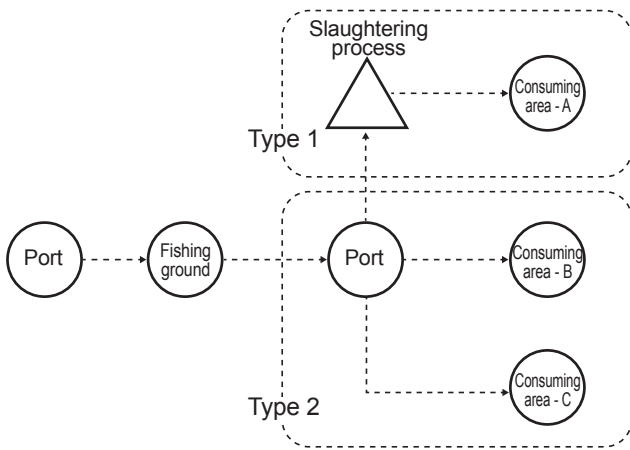 Slaughtering
process
Consuming
area - A
Type 1
Port
Fishing
ground
Port
Consuming
area - B
Consuming
area - C
Type 2